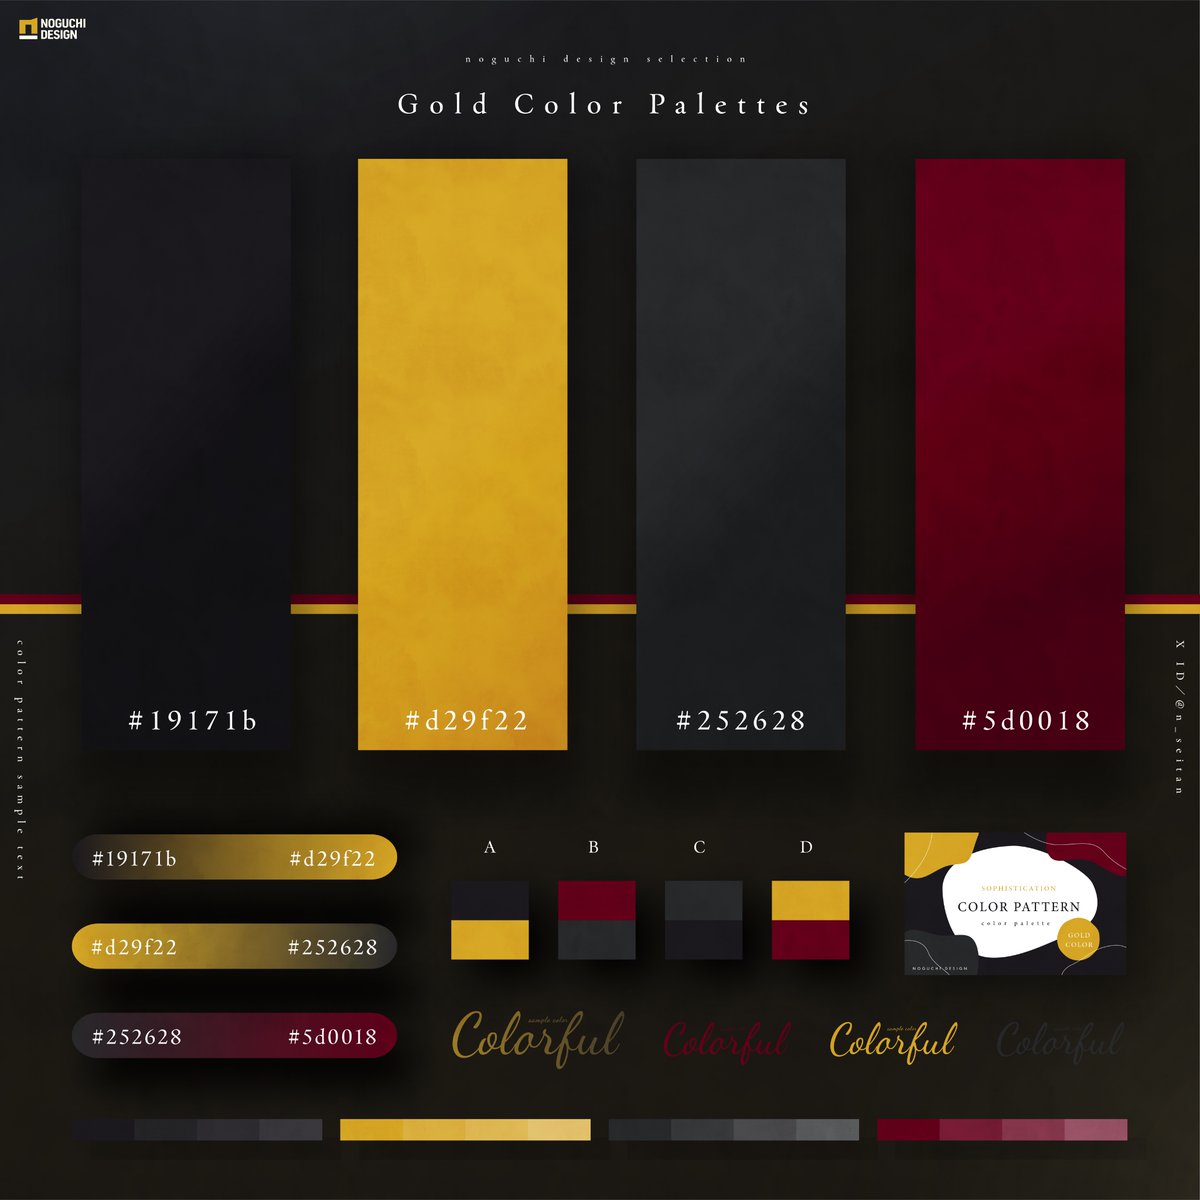 NOGUCHI
DESIGN
noguchi design selection
Gold Color Palettes
#19171b
#d29f22
#252628
#5d0018
color pattern sample text
X ID/@n_seitan
#19171b #d29f22
#d29f22 #252628
#252628 #5d0018
A B C D
SOPHISTICATION
COLOR PATTERN
color palette
GOLD
COLOR
NOGUCHI DESIGN
sample color
Colorful
Colorful
sample color
Colorful
Colorful